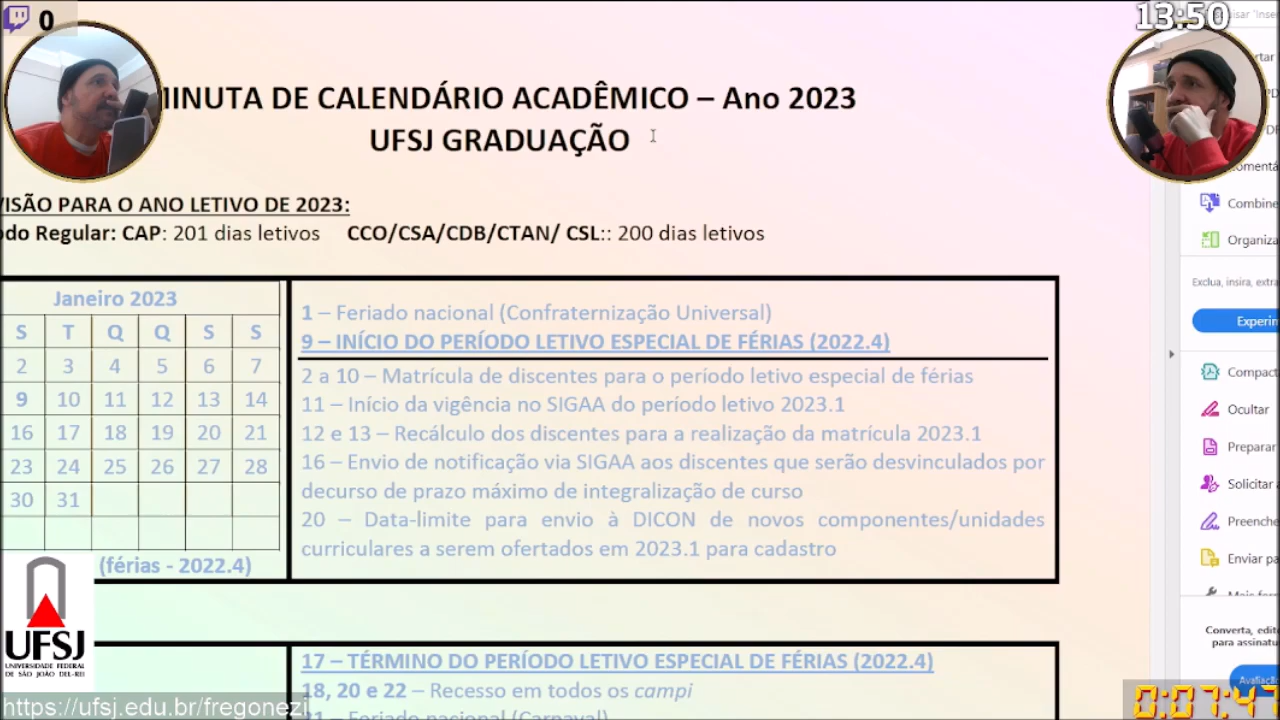 0
13:50
IINUTA DE CALENDÁRIO ACADÊMICO – Ano 2023
UFSJ GRADUAÇÃO
VISÃO PARA O ANO LETIVO DE 2023:
odo Regular: CAP: 201 dias letivos CCO/CSA/CDB/CTAN/ CSL:: 200 dias letivos
Janeiro 2023
S T Q Q S S
2 3 4 5 6 7
9 10 11 12 13 14
16 17 18 19 20 21
23 24 25 26 27 28
30 31
(férias - 2022.4)
1 – Feriado nacional (Confraternização Universal)
9 – INÍCIO DO PERÍODO LETIVO ESPECIAL DE FÉRIAS (2022.4)
2 a 10 – Matrícula de discentes para o período letivo especial de férias
11 – Início da vigência no SIGAA do período letivo 2023.1
12 e 13 – Recálculo dos discentes para a realização da matrícula 2023.1
16 – Envio de notificação via SIGAA aos discentes que serão desvinculados por
decurso de prazo máximo de integralização de curso
20 – Data-limite para envio à DICON de novos componentes/unidades
curriculares a serem ofertados em 2023.1 para cadastro
17 – TÉRMINO DO PERÍODO LETIVO ESPECIAL DE FÉRIAS (2022.4)
18, 20 e 22 – Recesso em todos os campi
21 – Feriado nacional (Carnaval)
Combine
Organiza
Exclua, insira, extra
Experin
Compact
Ocultar
Preparar
Solicitar a
Preenche
Enviar pa
Converta, edite
para assinatu
Avaliação
UFSJ
UNIVERSIDADE FEDERAL
DE SÃO JOÃO DEL-REI
https://ufsj.edu.br/fregonezi
0:07:47